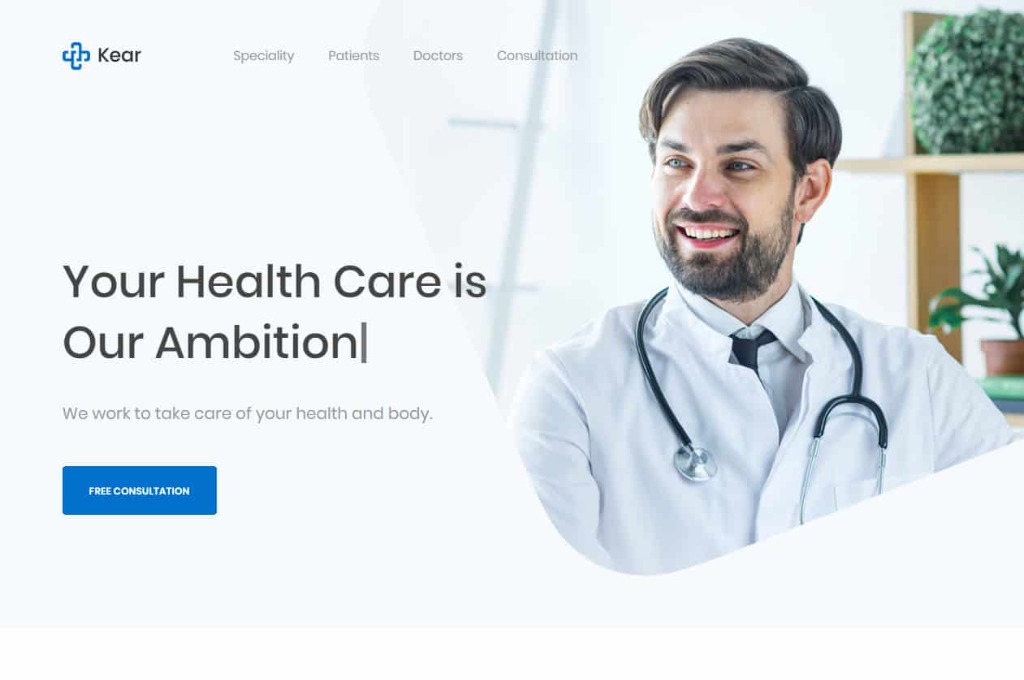 Kear
Speciality Patients Doctors Consultation
Your Health Care is
Our Ambition|
We work to take care of your health and body.
FREE CONSULTATION